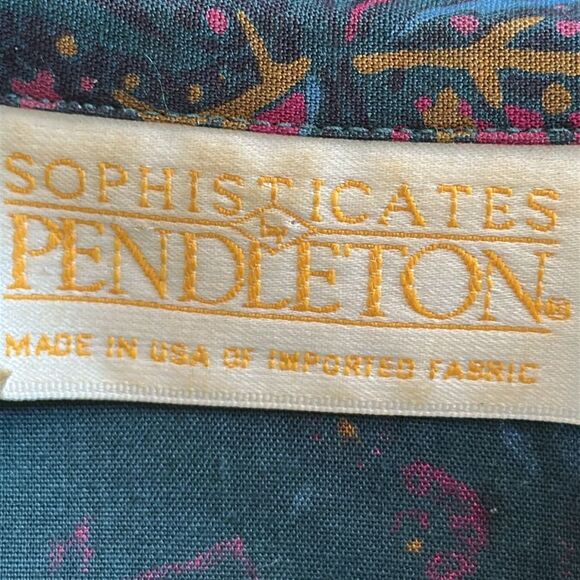 SOPHISTICATES
by
PENDLETON
MADE IN USA OF IMPORTED FABRIC